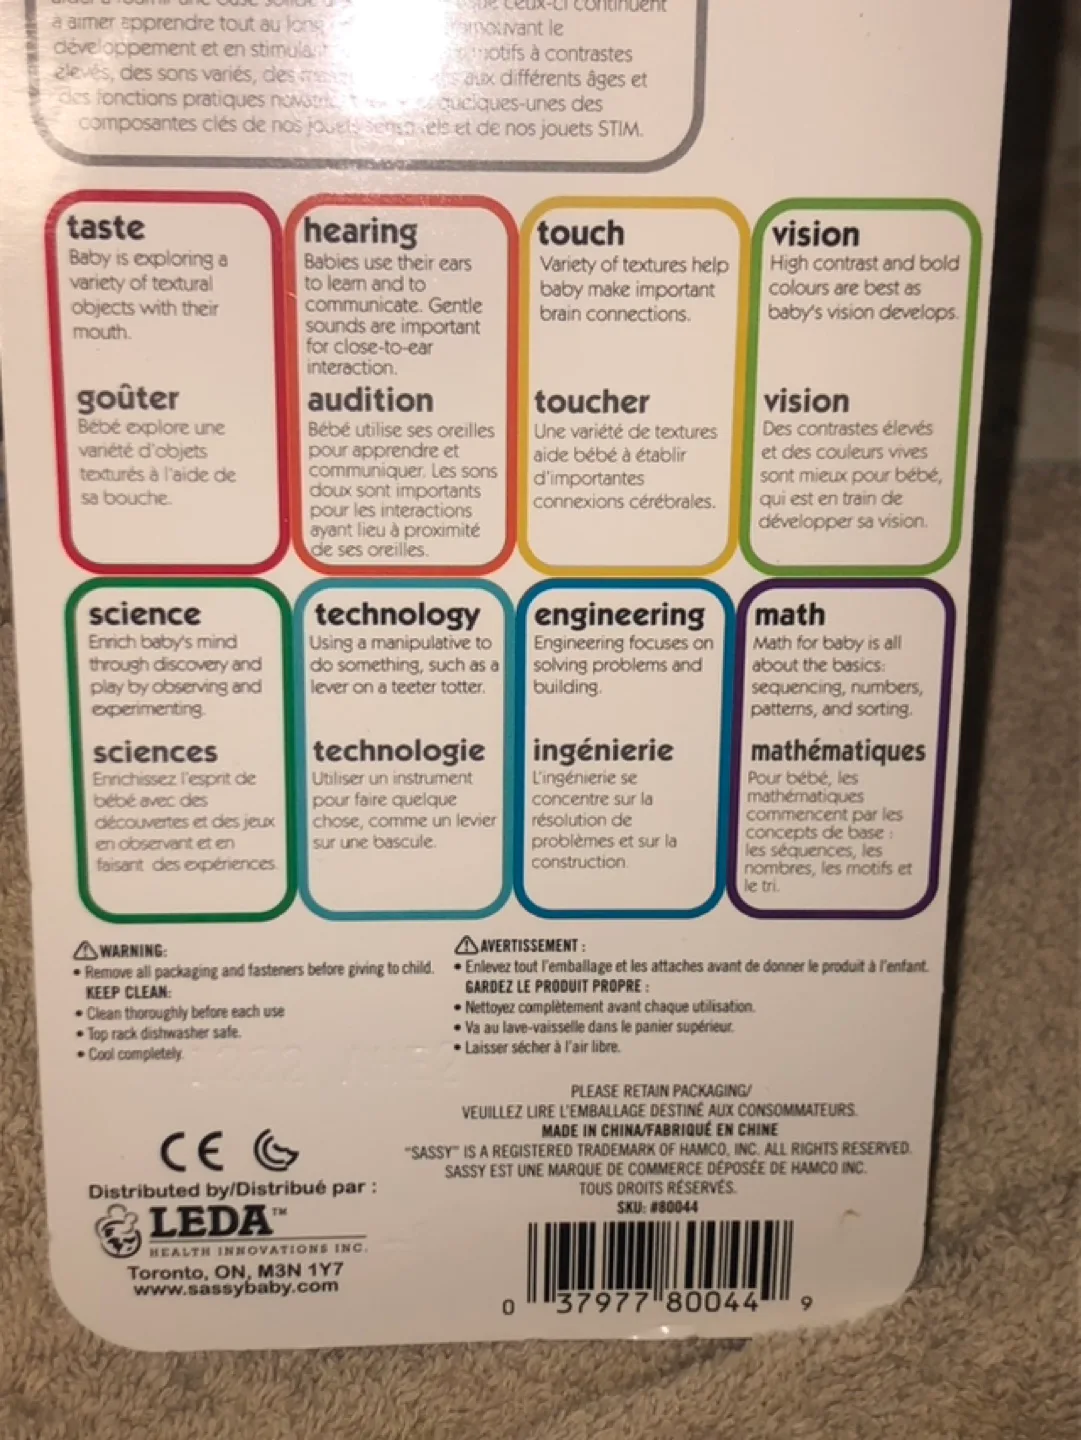 à aimer apprendre tout au long
développement et en stimulant motifs à contrastes
élevés, des sons variés, des aux différents âges et
des fonctions pratiques quelques-unes des
composantes clés de nos jouets sensoriels et de nos jouets STIM.
taste
Baby is exploring a
variety of textural
objects with their
mouth.
goûter
Bébé explore une
variété d'objets
texturés à l'aide de
sa bouche.
hearing
Babies use their ears
to learn and to
communicate. Gentle
sounds are important
for close-to-ear
interaction.
audition
Bébé utilise ses oreilles
pour apprendre et
communiquer. Les sons
doux sont importants
pour les interactions
ayant lieu à proximité
de ses oreilles.
touch
Variety of textures help
baby make important
brain connections.
toucher
Une variété de textures
aide bébé à établir
d'importantes
connexions cérébrales.
vision
High contrast and bold
colours are best as
baby's vision develops.
vision
Des contrastes élevés
et des couleurs vives
sont mieux pour bébé,
qui est en train de
développer sa vision.
science
Enrich baby's mind
through discovery and
play by observing and
experimenting.
sciences
Enrichissez l'esprit de
bébé avec des
découvertes et des jeux
en observant et en
faisant des expériences.
technology
Using a manipulative to
do something, such as a
lever on a teeter totter.
technologie
Utiliser un instrument
pour faire quelque
chose, comme un levier
sur une bascule.
engineering
Engineering focuses on
solving problems and
building.
ingénierie
L'ingénierie se
concentre sur la
résolution de
problèmes et sur la
construction.
math
Math for baby is all
about the basics:
sequencing, numbers,
patterns, and sorting.
mathématiques
Pour bébé, les
mathématiques
commencent par les
concepts de base :
les séquences, les
nombres, les motifs et
le tri.
WARNING:
• Remove all packaging and fasteners before giving to child.
KEEP CLEAN:
• Clean thoroughly before each use
• Top rack dishwasher safe.
• Cool completely.
AVERTISSEMENT :
• Enlevez tout l'emballage et les attaches avant de donner le produit à l'enfant.
GARDEZ LE PRODUIT PROPRE :
• Nettoyez complètement avant chaque utilisation.
• Va au lave-vaisselle dans le panier supérieur.
• Laisser sécher à l'air libre.
PLEASE RETAIN PACKAGING/
VEUILLEZ LIRE L'EMBALLAGE DESTINÉ AUX CONSOMMATEURS.
MADE IN CHINA/FABRIQUÉ EN CHINE
"SASSY" IS A REGISTERED TRADEMARK OF HAMCO, INC. ALL RIGHTS RESERVED.
SASSY EST UNE MARQUE DE COMMERCE DÉPOSÉE DE HAMCO INC.
TOUS DROITS RÉSERVÉS.
SKU: #80044
CE
Distributed by/Distribué par :
LEDA™
HEALTH INNOVATIONS INC.
Toronto, ON, M3N 1Y7
www.sassybaby.com
0 37977 80044 9